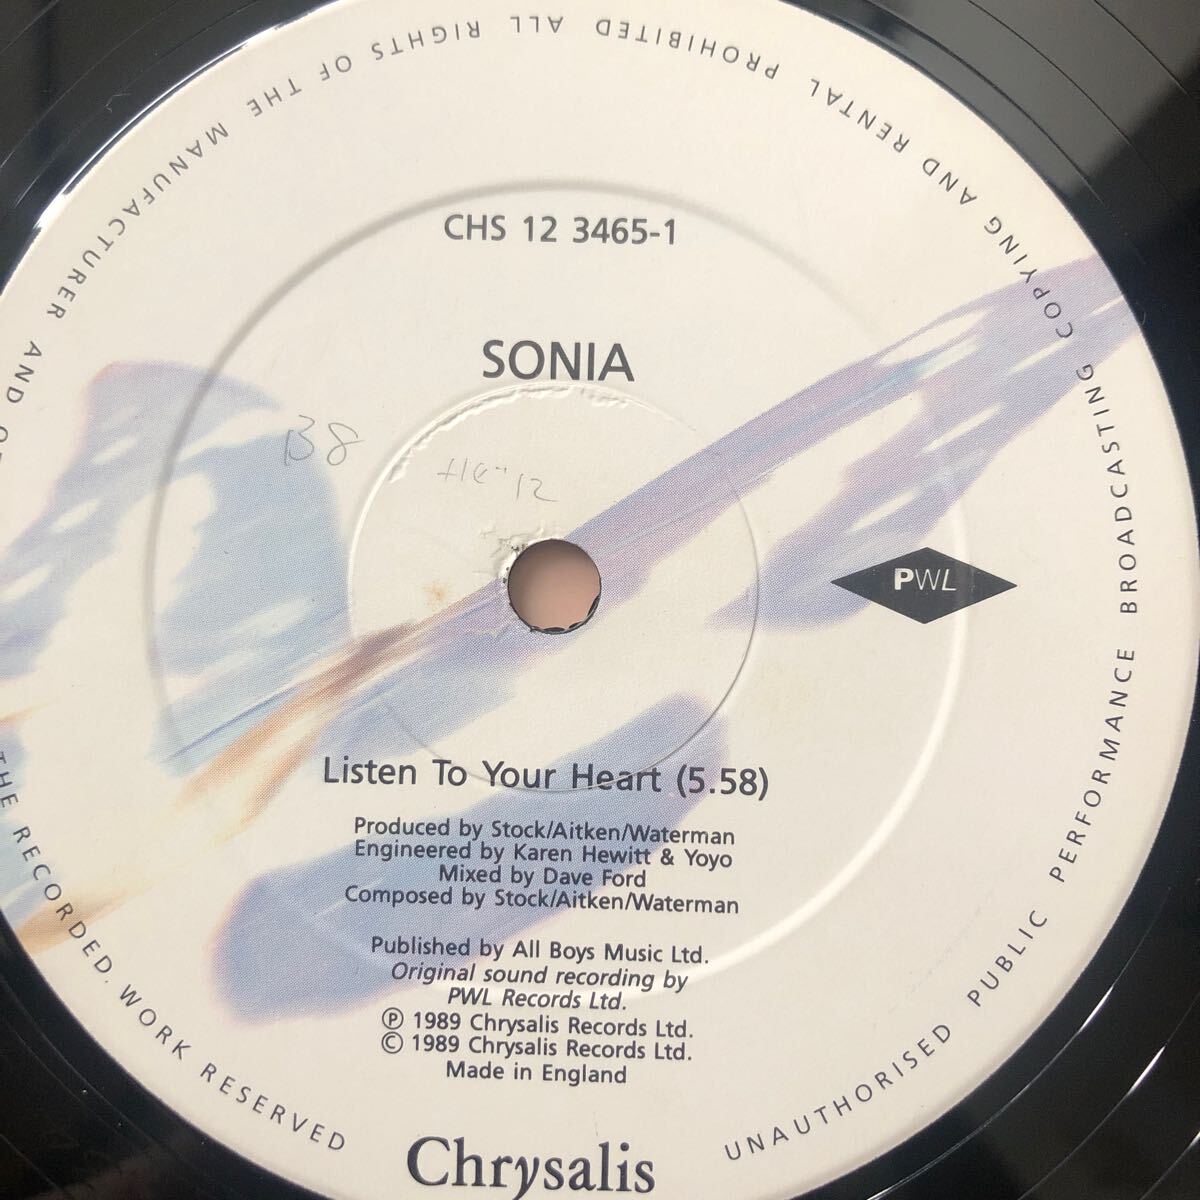 CHS 12 3465-1
SONIA
B8
PWL
Listen To Your Heart (5.58)
Produced by Stock/Aitken/Waterman
Engineered by Karen Hewitt & Yoyo
Mixed by Dave Ford
Composed by Stock/Aitken/Waterman
Published by All Boys Music Ltd.
Original sound recording by
PWL Records Ltd.
Ⓟ 1989 Chrysalis Records Ltd.
© 1989 Chrysalis Records Ltd.
Made in England
Chrysalis
THE RECORDED. WORK RESERVED
UNAUTHORISED PUBLIC PERFORMANCE BROADCASTING COPYING AND RENTAL PROHIBITED ALL RIGHTS OF THE MANUFACTURER AND